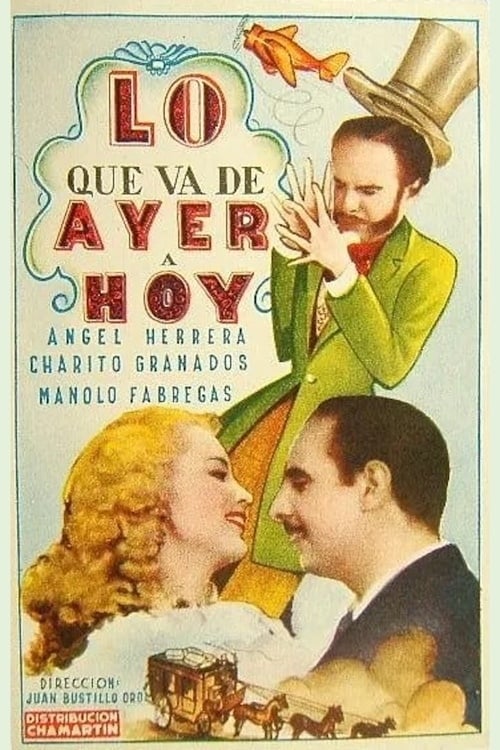 LO
QUE VA DE
AYER
A
HOY
ANGEL HERRERA
CHARITO GRANADOS
MANOLO FABREGAS
DIRECCION:
JUAN BUSTILLO ORO
DISTRIBUCION
CHAMARTIN